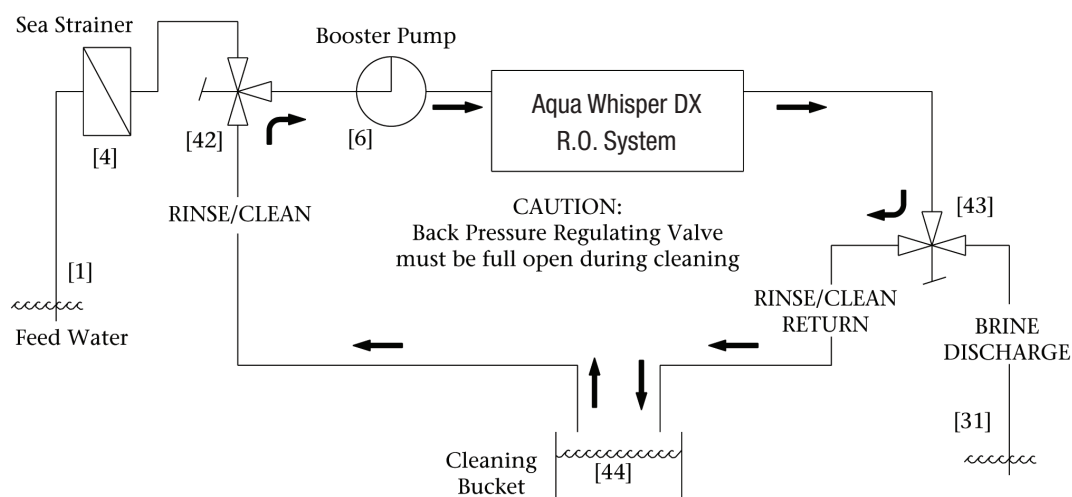 Sea Strainer
[4]
[1]
Feed Water
[42]
RINSE/CLEAN
Booster Pump
[6]
Aqua Whisper DX
R.O. System
CAUTION:
Back Pressure Regulating Valve
must be full open during cleaning
[43]
RINSE/CLEAN
RETURN
BRINE
DISCHARGE
[31]
Cleaning
Bucket
[44]